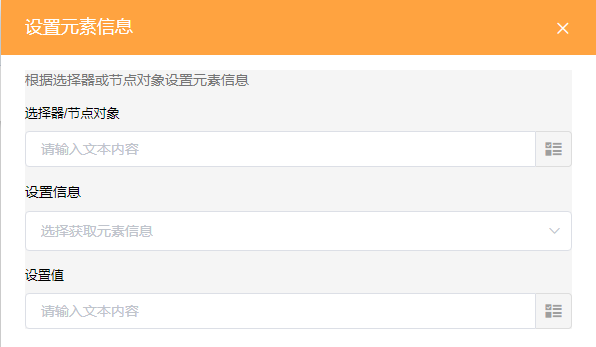 设置元素信息
根据选择器或节点对象设置元素信息
选择器/节点对象
请输入文本内容
设置信息
选择获取元素信息
设置值
请输入文本内容